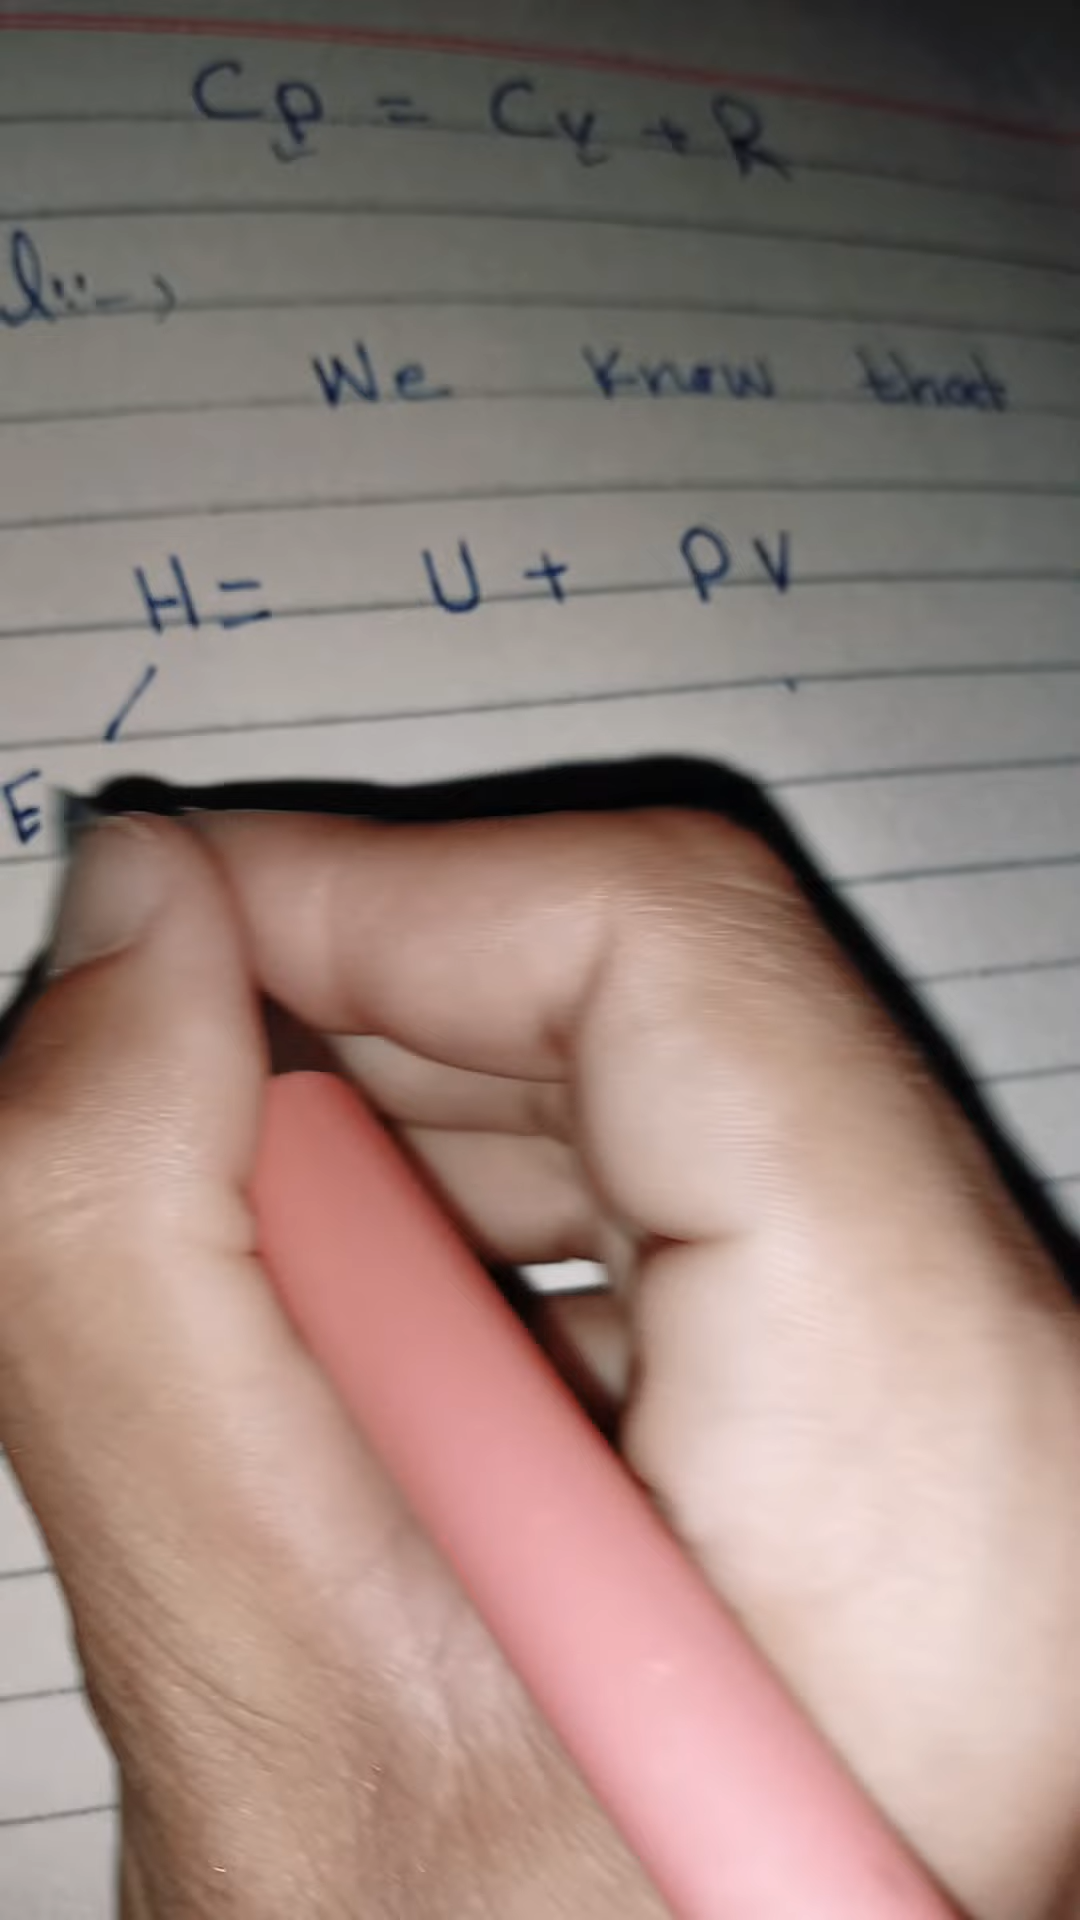 Cp = Cv + R
We know that
H = U + PV
E